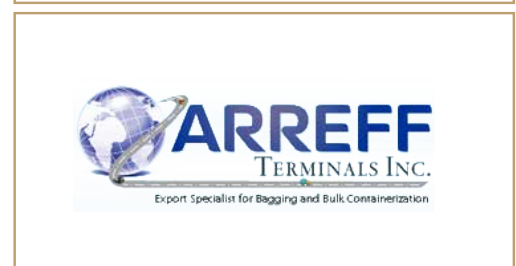 ARREFF
TERMINALS INC.
Export Specialist for Bagging and Bulk Containerization